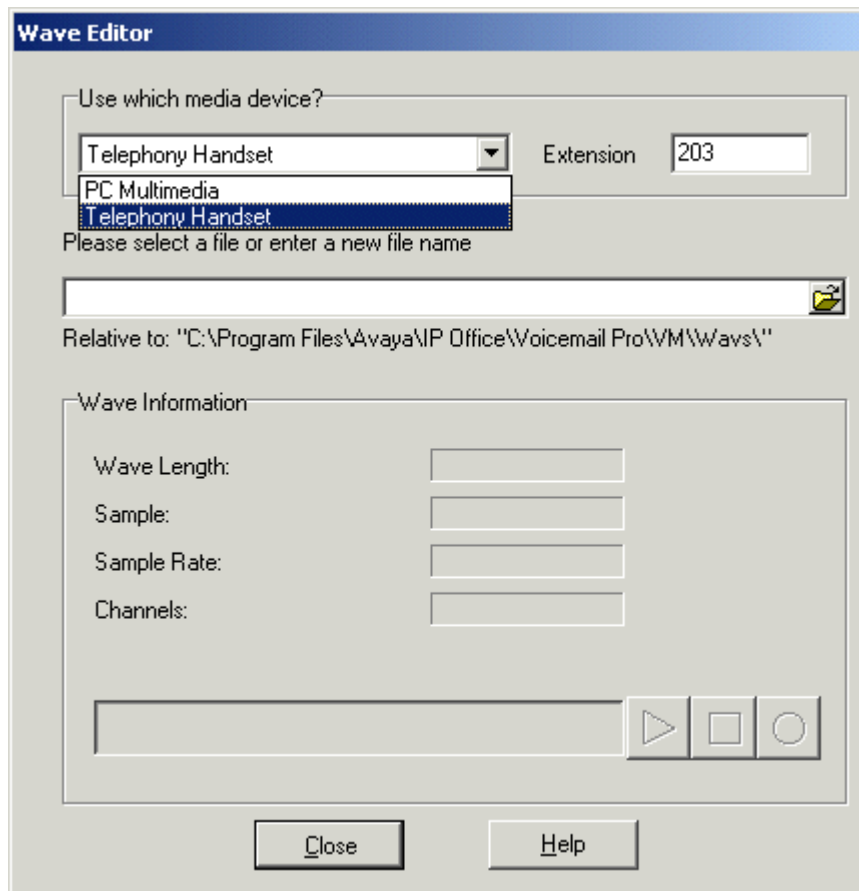 Wave Editor
Use which media device?
Telephony Handset
Extension
203
PC Multimedia
Telephony Handset
Please select a file or enter a new file name
Relative to: "C:\Program Files\Avaya\IP Office\Voicemail Pro\VM\Wavs\"
Wave Information
Wave Length:
Sample:
Sample Rate:
Channels:
Close
Help